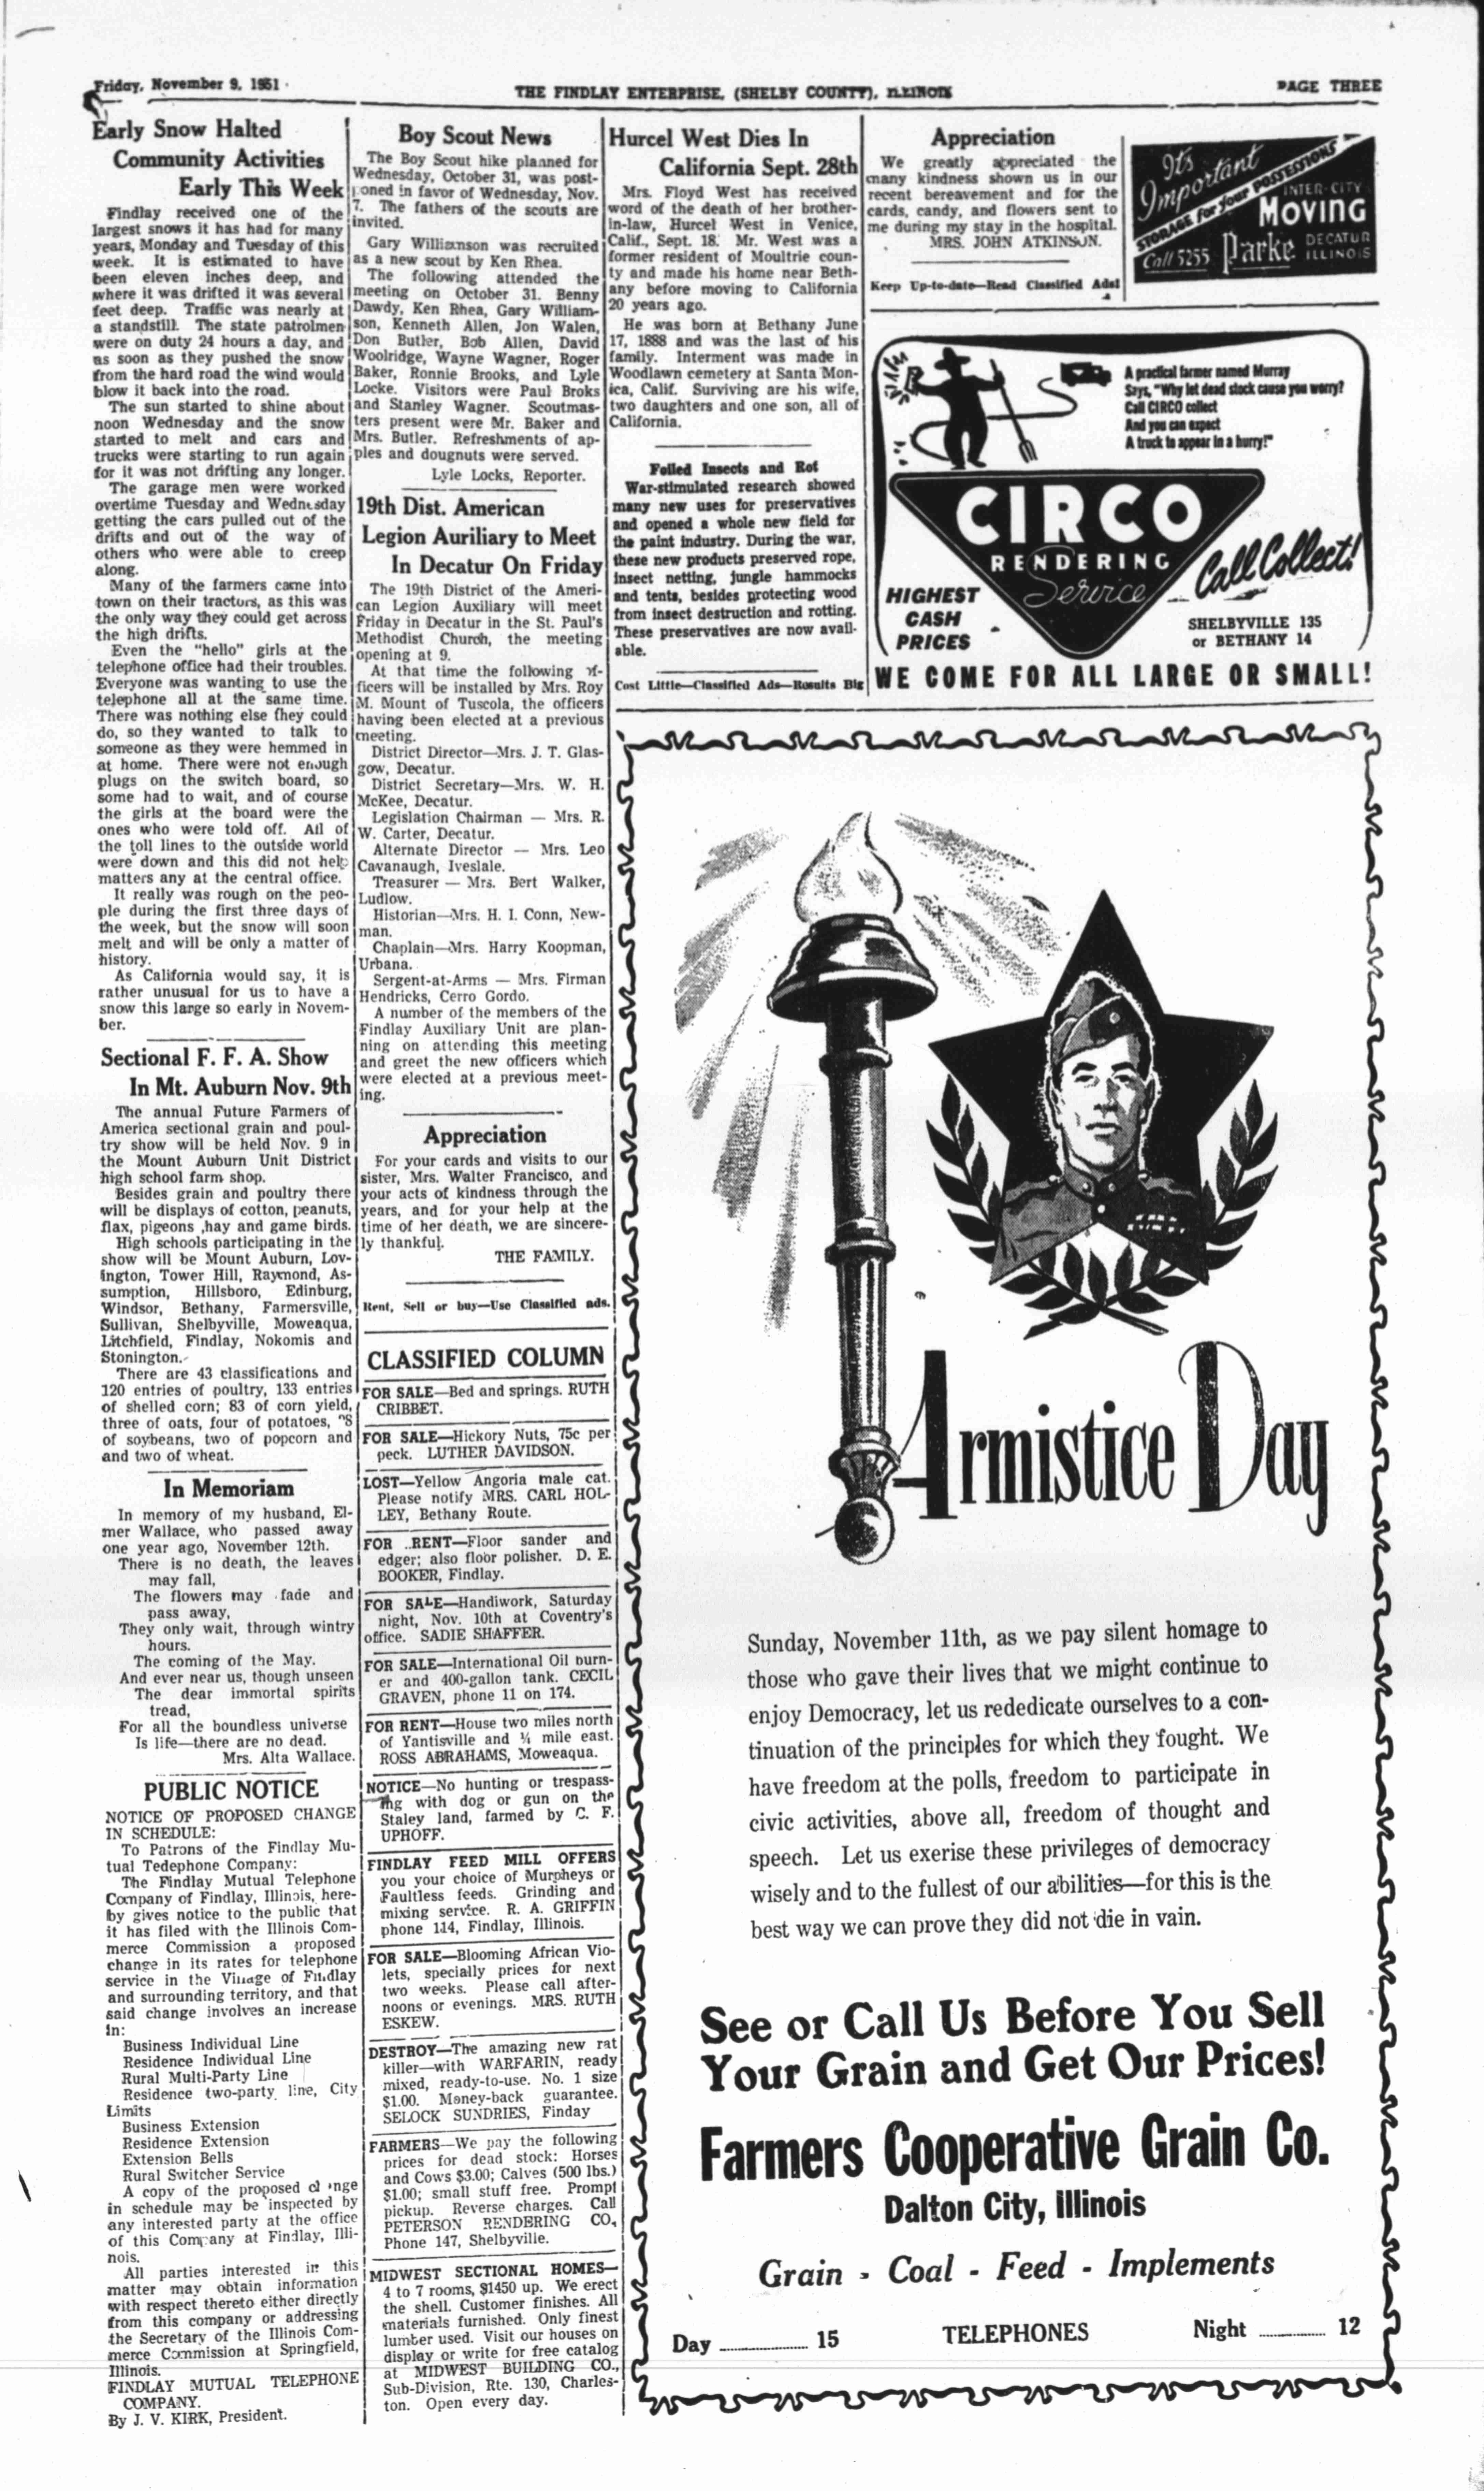 Friday, November 9, 1951
THE FINDLAY ENTERPRISE, (SHELBY COUNTY), ILLINOIS
PAGE THREE
Early Snow Halted
Community Activities
Early This Week
Findlay received one of the
largest snows it has had for many
years, Monday and Tuesday of this
week. It is estimated to have
been eleven inches deep, and
where it was drifted it was several
feet deep. Traffic was nearly at
a standstill. The state patrolmen
were on duty 24 hours a day, and
as soon as they pushed the snow
from the hard road the wind would
blow it back into the road.
The sun started to shine about
noon Wednesday and the snow
started to melt and cars and
trucks were starting to run again
for it was not drifting any longer.
The garage men were worked
overtime Tuesday and Wednesday
getting the cars pulled out of the
drifts and out of the way of
others who were able to creep
along.
Many of the farmers came into
town on their tractors, as this was
the only way they could get across
the high drifts.
Even the "hello" girls at the
telephone office had their troubles.
Everyone was wanting to use the
telephone all at the same time.
There was nothing else they could
do, so they wanted to talk to
someone as they were hemmed in
at home. There were not enough
plugs on the switch board, so
some had to wait, and of course
the girls at the board were the
ones who were told off. All of
the toll lines to the outside world
were down and this did not help
matters any at the central office.
It really was rough on the peo-
ple during the first three days of
the week, but the snow will soon
melt and will be only a matter of
history.
As California would say, it is
rather unusual for us to have a
snow this large so early in Novem-
ber.
Sectional F. F. A. Show
In Mt. Auburn Nov. 9th
The annual Future Farmers of
America sectional grain and poul-
try show will be held Nov. 9 in
the Mount Auburn Unit District
high school farm shop.
Besides grain and poultry there
will be displays of cotton, peanuts,
flax, pigeons ,hay and game birds.
High schools participating in the
show will be Mount Auburn, Lov-
ington, Tower Hill, Raymond, As-
sumption, Hillsboro, Edinburg,
Windsor, Bethany, Farmersville,
Sullivan, Shelbyville, Moweaqua,
Litchfield, Findlay, Nokomis and
Stonington.
There are 43 classifications and
120 entries of poultry, 133 entries
of shelled corn; 83 of corn yield,
three of oats, four of potatoes,
of soybeans, two of popcorn and
and two of wheat.
In Memoriam
In memory of my husband, El-
mer Wallace, who passed away
one year ago, November 12th.
There is no death, the leaves
may fall,
The flowers may fade and
pass away,
They only wait, through wintry
hours.
The coming of the May.
And ever near us, though unseen
The dear immortal spirits
tread,
For all the boundless universe
Is life—there are no dead.
Mrs. Alta Wallace.
PUBLIC NOTICE
NOTICE OF PROPOSED CHANGE
IN SCHEDULE:
To Patrons of the Findlay Mu-
tual Tedephone Company:
The Findlay Mutual Telephone
Company of Findlay, Illinois, here-
by gives notice to the public that
it has filed with the Illinois Com-
merce Commission a proposed
change in its rates for telephone
service in the Village of Findlay
and surrounding territory, and that
said change involves an increase
in:
Business Individual Line
Residence Individual Line
Rural Multi-Party Line
Residence two-party line, City
Limits
Business Extension
Residence Extension
Extension Bells
Rural Switcher Service
A copy of the proposed change
in schedule may be inspected by
any interested party at the office
of this Company at Findlay, Illi-
nois.
All parties interested in this
matter may obtain information
with respect thereto either directly
from this company or addressing
the Secretary of the Illinois Com-
merce Commission at Springfield,
Illinois.
FINDLAY MUTUAL TELEPHONE
COMPANY.
By J. V. KIRK, President.
Boy Scout News
The Boy Scout hike planned for
Wednesday, October 31, was post-
poned in favor of Wednesday, Nov.
7. The fathers of the scouts are
invited.
Gary Williamson was recruited
as a new scout by Ken Rhea.
The following attended the
meeting on October 31. Benny
Dawdy, Ken Rhea, Gary William-
son, Kenneth Allen, Jon Walen,
Don Butler, Bob Allen, David
Woolridge, Wayne Wagner, Roger
Baker, Ronnie Brooks, and Lyle
Locke. Visitors were Paul Broks
and Stanley Wagner. Scoutmas-
ters present were Mr. Baker and
Mrs. Butler. Refreshments of ap-
ples and dougnuts were served.
Lyle Locks, Reporter.
19th Dist. American
Legion Auriliary to Meet
In Decatur On Friday
The 19th District of the Ameri-
can Legion Auxiliary will meet
Friday in Decatur in the St. Paul's
Methodist Church, the meeting
opening at 9.
At that time the following of-
ficers will be installed by Mrs. Roy
M. Mount of Tuscola, the officers
having been elected at a previous
meeting.
District Director—Mrs. J. T. Glas-
gow, Decatur.
District Secretary—Mrs. W. H.
McKee, Decatur.
Legislation Chairman — Mrs. R.
W. Carter, Decatur.
Alternate Director — Mrs. Leo
Cavanaugh, Iveslale.
Treasurer — Mrs. Bert Walker,
Ludlow.
Historian—Mrs. H. I. Conn, New-
man.
Chaplain—Mrs. Harry Koopman,
Urbana.
Sergent-at-Arms — Mrs. Firman
Hendricks, Cerro Gordo.
A number of the members of the
Findlay Auxiliary Unit are plan-
ning on attending this meeting
and greet the new officers which
were elected at a previous meet-
ing.
Appreciation
For your cards and visits to our
sister, Mrs. Walter Francisco, and
your acts of kindness through the
years, and for your help at the
time of her death, we are sincere-
ly thankful.
THE FAMILY.
Rent, Sell or buy—Use Classified ads.
CLASSIFIED COLUMN
FOR SALE—Bed and springs. RUTH
CRIBBET.
FOR SALE—Hickory Nuts, 75c per
peck. LUTHER DAVIDSON.
LOST—Yellow Angoria male cat.
Please notify MRS. CARL HOL-
LEY, Bethany Route.
FOR ..RENT—Floor sander and
edger; also floor polisher. D. E.
BOOKER, Findlay.
FOR SALE—Handiwork, Saturday
night, Nov. 10th at Coventry's
office. SADIE SHAFFER.
FOR SALE—International Oil burn-
er and 400-gallon tank. CECIL
GRAVEN, phone 11 on 174.
FOR RENT—House two miles north
of Yantisville and ¼ mile east.
ROSS ABRAHAMS, Moweaqua.
NOTICE—No hunting or trespass-
ing with dog or gun on the
Staley land, farmed by C. F.
UPHOFF.
FINDLAY FEED MILL OFFERS
you your choice of Murpheys or
Faultless feeds. Grinding and
mixing service. R. A. GRIFFIN
phone 114, Findlay, Illinois.
FOR SALE—Blooming African Vio-
lets, specially prices for next
two weeks. Please call after-
noons or evenings. MRS. RUTH
ESKEW.
DESTROY—The amazing new rat
killer—with WARFARIN, ready
mixed, ready-to-use. No. 1 size
$1.00. Money-back guarantee.
SELOCK SUNDRIES, Finday
FARMERS—We pay the following
prices for dead stock: Horses
and Cows $3.00; Calves (500 lbs.)
$1.00; small stuff free. Prompt
pickup. Reverse charges. Call
PETERSON RENDERING CO,
Phone 147, Shelbyville.
MIDWEST SECTIONAL HOMES—
4 to 7 rooms, $1450 up. We erect
the shell. Customer finishes. All
materials furnished. Only finest
lumber used. Visit our houses on
display or write for free catalog
at MIDWEST BUILDING CO.,
Sub-Division, Rte. 130, Charles-
ton. Open every day.
Hurcel West Dies In
California Sept. 28th
Mrs. Floyd West has received
word of the death of her brother-
in-law, Hurcel West in Venice,
Calif., Sept. 18. Mr. West was a
former resident of Moultrie coun-
ty and made his home near Beth-
any before moving to California
20 years ago.
He was born at Bethany June
17, 1888 and was the last of his
family. Interment was made in
Woodlawn cemetery at Santa Mon-
ica, Calif. Surviving are his wife,
two daughters and one son, all of
California.
Foiled Insects and Rot
War-stimulated research showed
many new uses for preservatives
and opened a whole new field for
the paint industry. During the war,
these new products preserved rope,
insect netting, jungle hammocks
and tents, besides protecting wood
from insect destruction and rotting.
These preservatives are now avail-
able.
Cost Little—Classified Ads—Results Big
Appreciation
We greatly appreciated the
many kindness shown us in our
recent bereavement and for the
cards, candy, and flowers sent to
me during my stay in the hospital.
MRS. JOHN ATKINSON.
Keep Up-to-date—Read Classified Ads!
It's
Important
STORAGE for your POSSESSIONS
INTER-CITY
MOVING
Call 5255 Parke DECATUR
ILLINOIS
A practical farmer named Murray
Says, "Why let dead stock cause you worry?
Call CIRCO collect
And you can expect
A truck to appear in a hurry!"
CIRCO
RENDERING
Service
Call Collect!
HIGHEST
CASH
PRICES
SHELBYVILLE 135
or BETHANY 14
WE COME FOR ALL LARGE OR SMALL!
Armistice Day
Sunday, November 11th, as we pay silent homage to
those who gave their lives that we might continue to
enjoy Democracy, let us rededicate ourselves to a con-
tinuation of the principles for which they fought. We
have freedom at the polls, freedom to participate in
civic activities, above all, freedom of thought and
speech. Let us exerise these privileges of democracy
wisely and to the fullest of our abilities—for this is the
best way we can prove they did not die in vain.
See or Call Us Before You Sell
Your Grain and Get Our Prices!
Farmers Cooperative Grain Co.
Dalton City, Illinois
Grain - Coal - Feed - Implements
Day ............ 15 TELEPHONES Night ............ 12